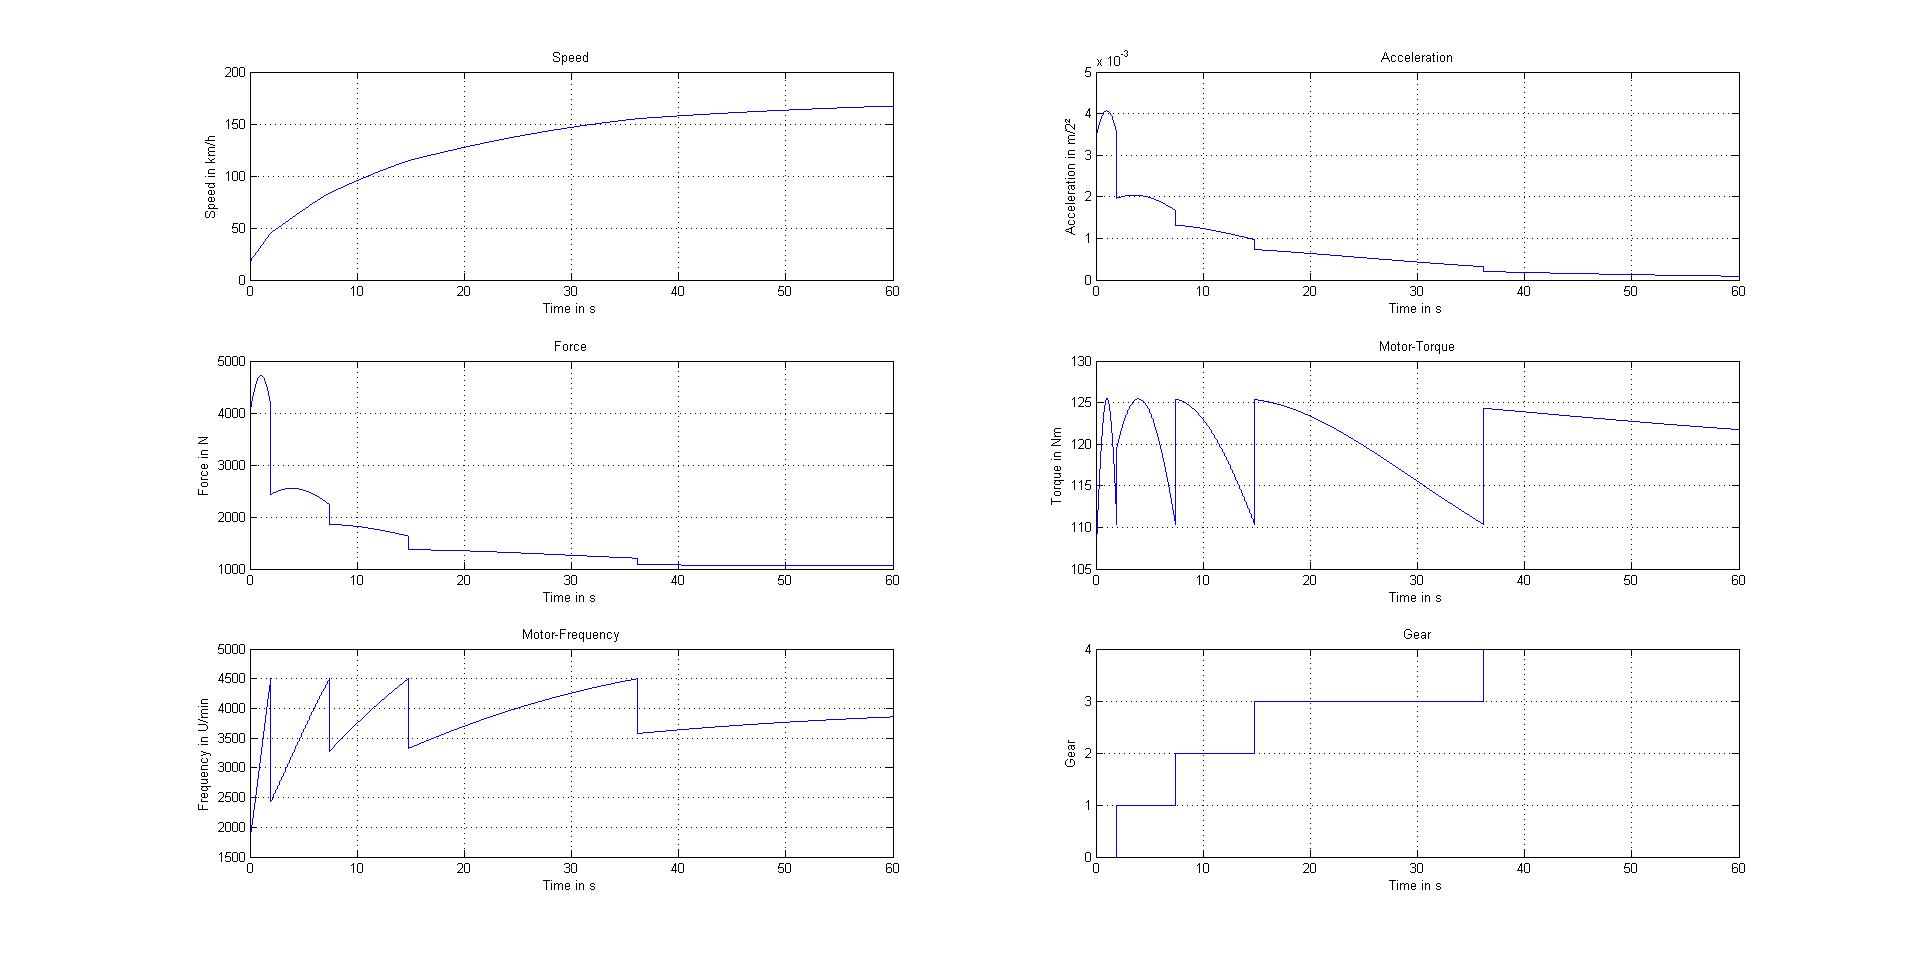 Speed
200
150
100
50
0
Speed in km/h
0 10 20 30 40 50 60
Time in s
Acceleration
x 10-3
5
4
3
2
1
0
Acceleration in m/2²
0 10 20 30 40 50 60
Time in s
Force
5000
4000
3000
2000
1000
Force in N
0 10 20 30 40 50 60
Time in s
Motor-Torque
130
125
120
115
110
105
Torque in Nm
0 10 20 30 40 50 60
Time in s
Motor-Frequency
5000
4500
4000
3500
3000
2500
2000
1500
Frequency in U/min
0 10 20 30 40 50 60
Time in s
Gear
4
3
2
1
0
Gear
0 10 20 30 40 50 60
Time in s